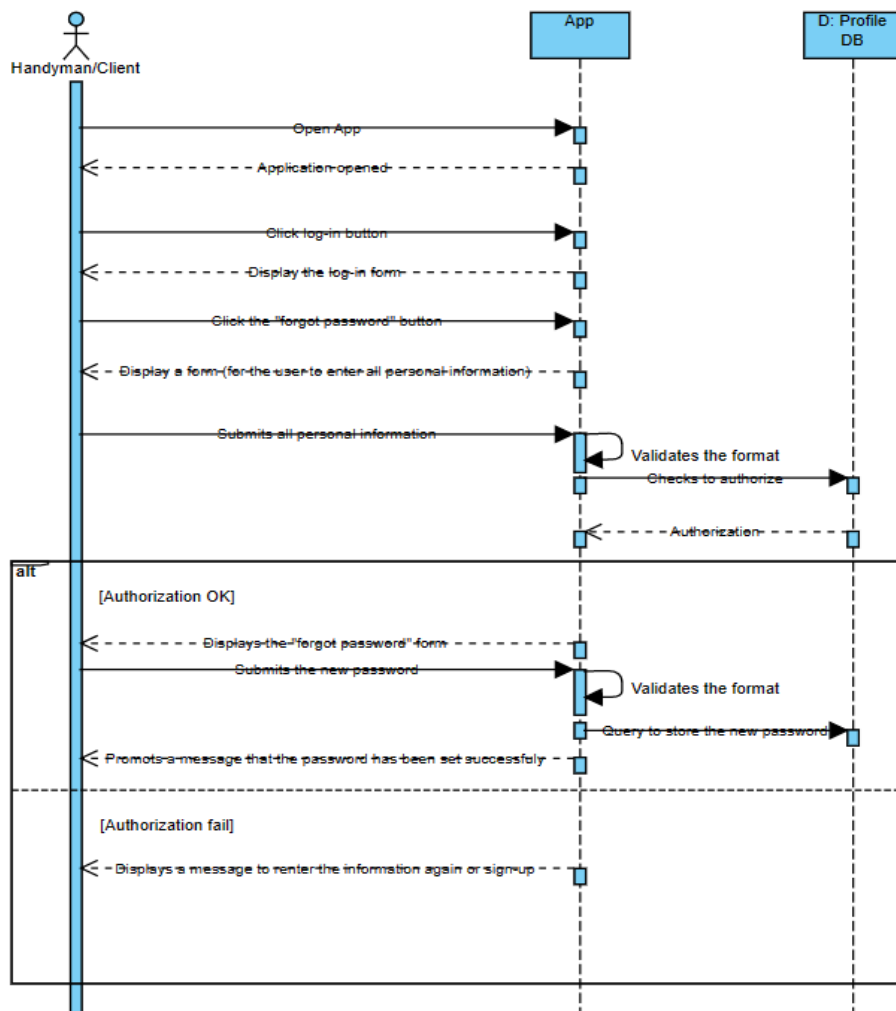 App
D: Profile
DB
Handyman/Client
Open App
Application opened
Click log-in button
Display the log-in form
Click the "forgot password" button
Display a form (for the user to enter all personal information)
Submits all personal information
Validates the format
Checks to authorize
Authorization
alt
[Authorization OK]
Displays the "forgot password" form
Submits the new password
Validates the format
Query to store the new password
Promots a message that the password has been set successfuly
[Authorization fail]
Displays a message to renter the information again or sign-up